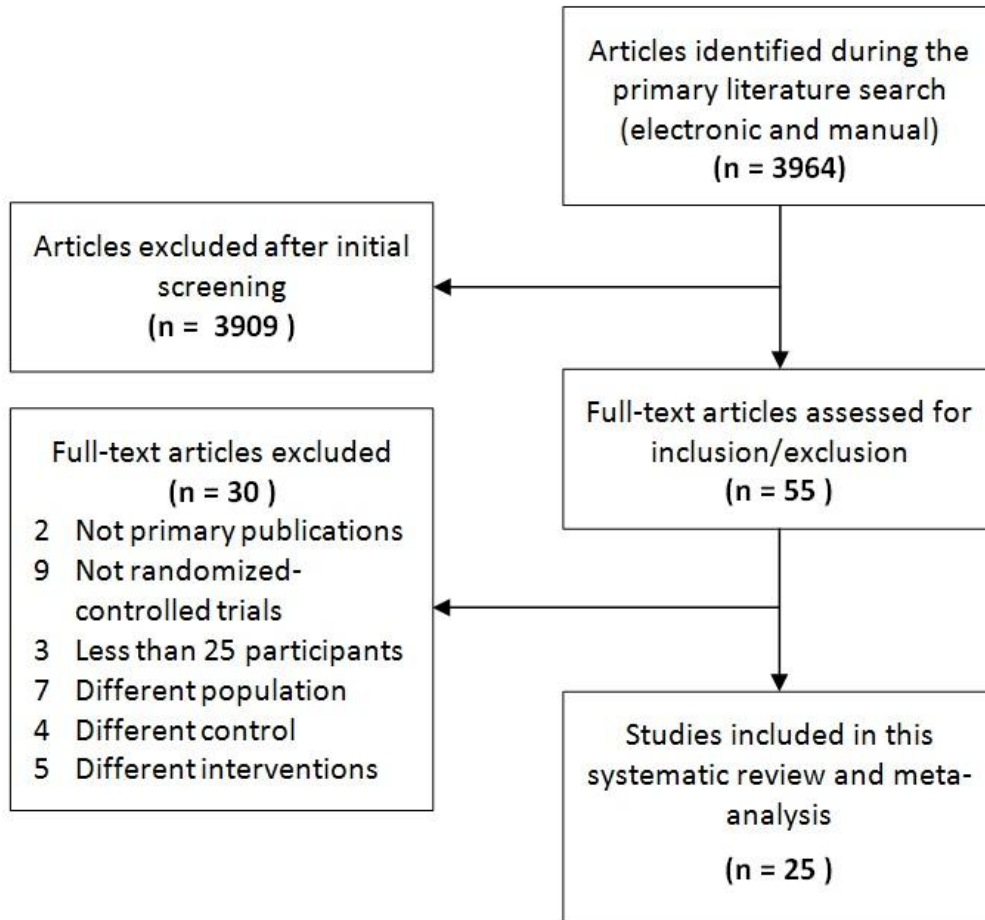 Articles identified during the
primary literature search
(electronic and manual)
(n = 3964)
Articles excluded after initial
screening
(n =  3909 )
Full-text articles assessed for
inclusion/exclusion
(n = 55 )
Full-text articles excluded
(n = 30 )
2 Not primary publications
9 Not randomized-
controlled trials
3 Less than 25 participants
7 Different population
4 Different control
5 Different interventions
Studies included in this
systematic review and meta-
analysis
(n = 25 )